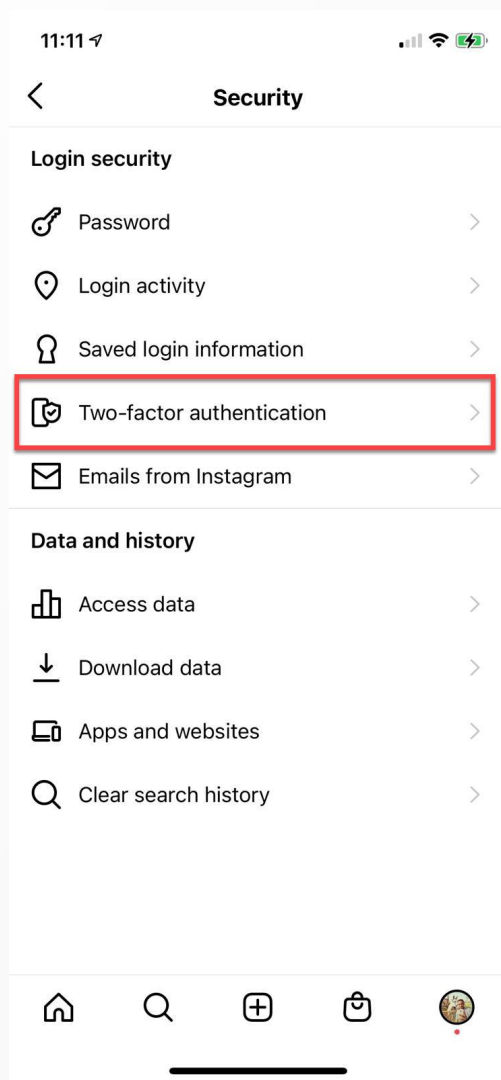 11:11
Security
Login security
Password
Login activity
Saved login information
Two-factor authentication
Emails from Instagram
Data and history
Access data
Download data
Apps and websites
Clear search history